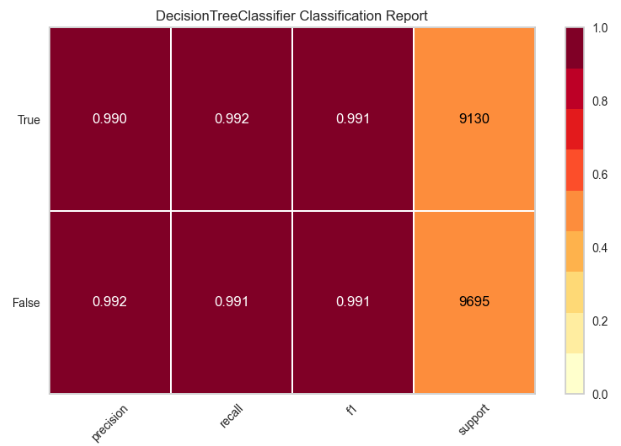 DecisionTreeClassifier Classification Report
True 0.990 0.992 0.991 9130
False 0.992 0.991 0.991 9695
precision recall f1 support
1.0
0.8
0.6
0.4
0.2
0.0